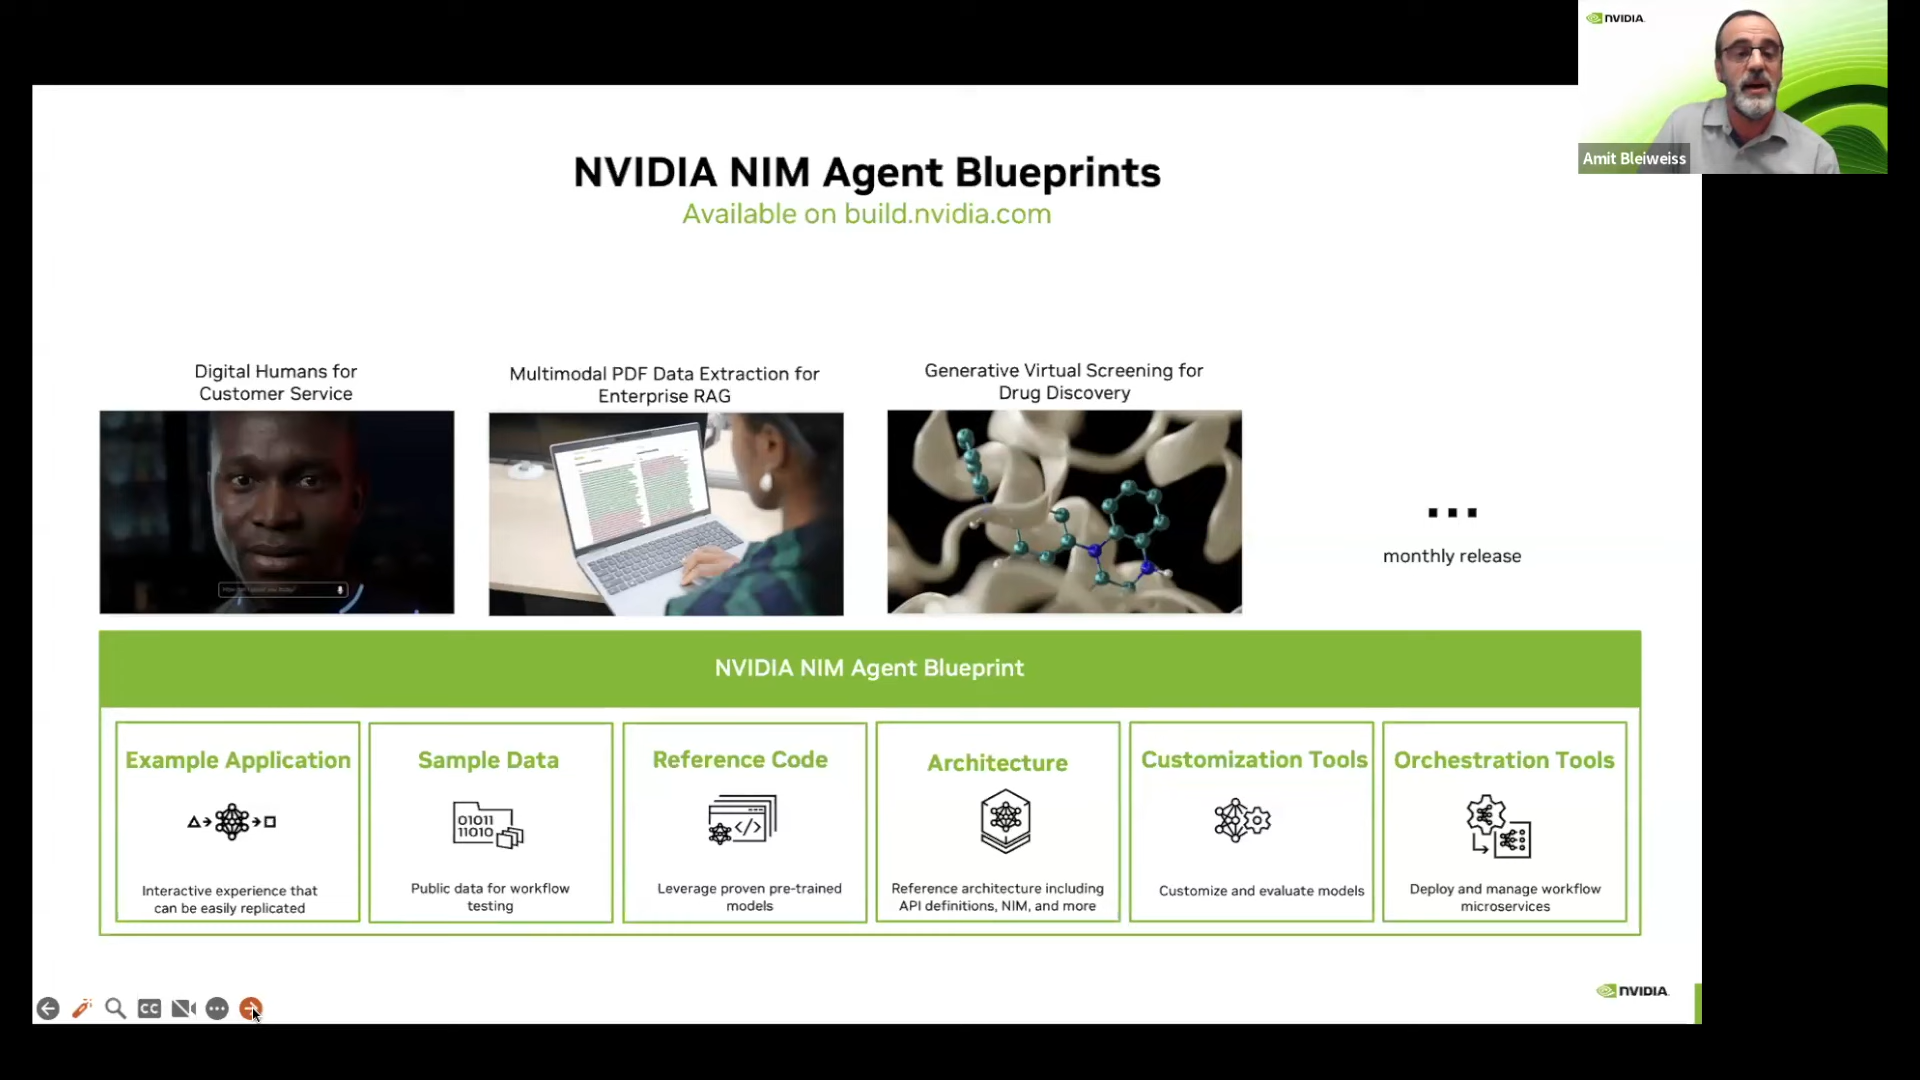 NVIDIA
Amit Bleiweiss
NVIDIA NIM Agent Blueprints
Available on build.nvidia.com
Digital Humans for
Customer Service
Multimodal PDF Data Extraction for
Enterprise RAG
Generative Virtual Screening for
Drug Discovery
...
monthly release
NVIDIA NIM Agent Blueprint
Example Application
Interactive experience that
can be easily replicated
Sample Data
01011
11010
Public data for workflow
testing
Reference Code
</>
Leverage proven pre-trained
models
Architecture
Reference architecture including
API definitions, NIM, and more
Customization Tools
Customize and evaluate models
Orchestration Tools
Deploy and manage workflow
microservices
CC
NVIDIA